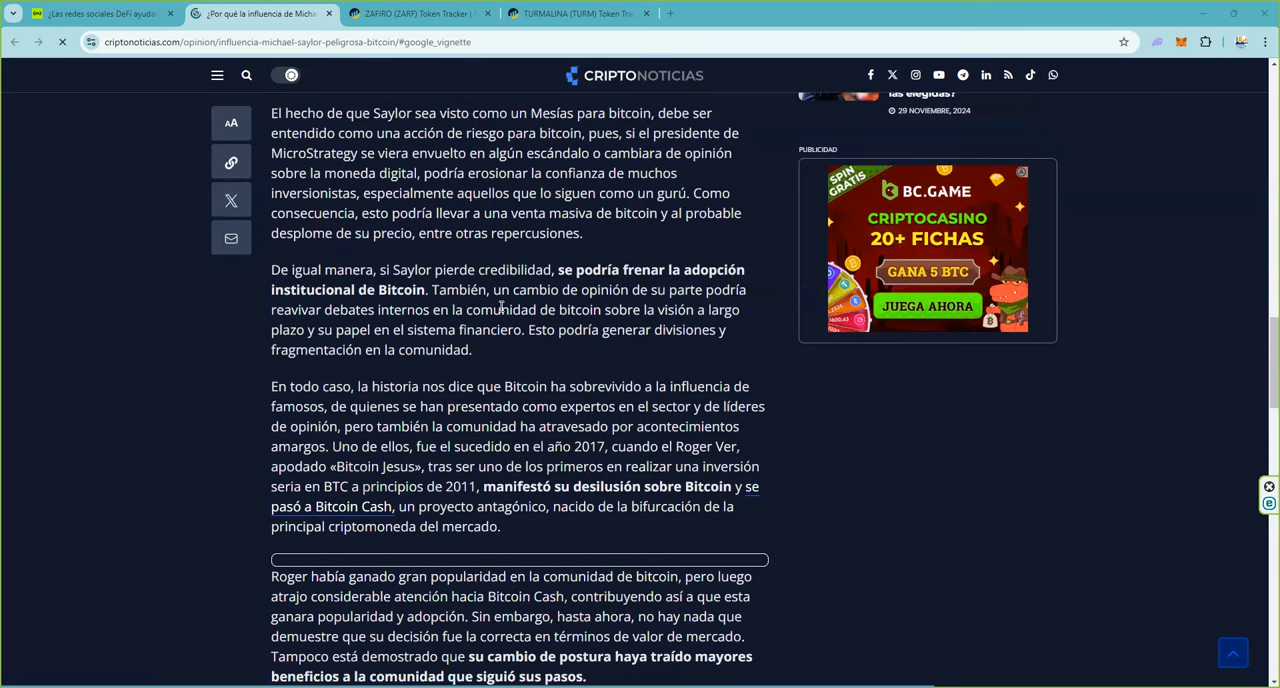 ¿Las redes sociales DeFi ayuda
¿Por qué la influencia de Micha
ZAFIRO (ZARF) Token Tracker |
TURMALINA (TURM) Token Tra
criptonoticias.com/opinion/influencia-michael-saylor-peligrosa-bitcoin/#google_vignette
CRIPTONOTICIAS
El hecho de que Saylor sea visto como un Mesías para bitcoin, debe ser
entendido como una acción de riesgo para bitcoin, pues, si el presidente de
MicroStrategy se viera envuelto en algún escándalo o cambiara de opinión
sobre la moneda digital, podría erosionar la confianza de muchos
inversionistas, especialmente aquellos que lo siguen como un gurú. Como
consecuencia, esto podría llevar a una venta masiva de bitcoin y al probable
desplome de su precio, entre otras repercusiones.
De igual manera, si Saylor pierde credibilidad, se podría frenar la adopción
institucional de Bitcoin. También, un cambio de opinión de su parte podría
reavivar debates internos en la comunidad de bitcoin sobre la visión a largo
plazo y su papel en el sistema financiero. Esto podría generar divisiones y
fragmentación en la comunidad.
En todo caso, la historia nos dice que Bitcoin ha sobrevivido a la influencia de
famosos, de quienes se han presentado como expertos en el sector y de líderes
de opinión, pero también la comunidad ha atravesado por acontecimientos
amargos. Uno de ellos, fue el sucedido en el año 2017, cuando el Roger Ver,
apodado «Bitcoin Jesus», tras ser uno de los primeros en realizar una inversión
seria en BTC a principios de 2011, manifestó su desilusión sobre Bitcoin y se
pasó a Bitcoin Cash, un proyecto antagónico, nacido de la bifurcación de la
principal criptomoneda del mercado.
Roger había ganado gran popularidad en la comunidad de bitcoin, pero luego
atrajo considerable atención hacia Bitcoin Cash, contribuyendo así a que esta
ganara popularidad y adopción. Sin embargo, hasta ahora, no hay nada que
demuestre que su decisión fue la correcta en términos de valor de mercado.
Tampoco está demostrado que su cambio de postura haya traído mayores
beneficios a la comunidad que siguió sus pasos.
AA
las elegidas?
29 NOVIEMBRE, 2024
PUBLICIDAD
SPIN
GRATIS
BC.GAME
CRIPTOCASINO
20+ FICHAS
GANA 5 BTC
JUEGA AHORA